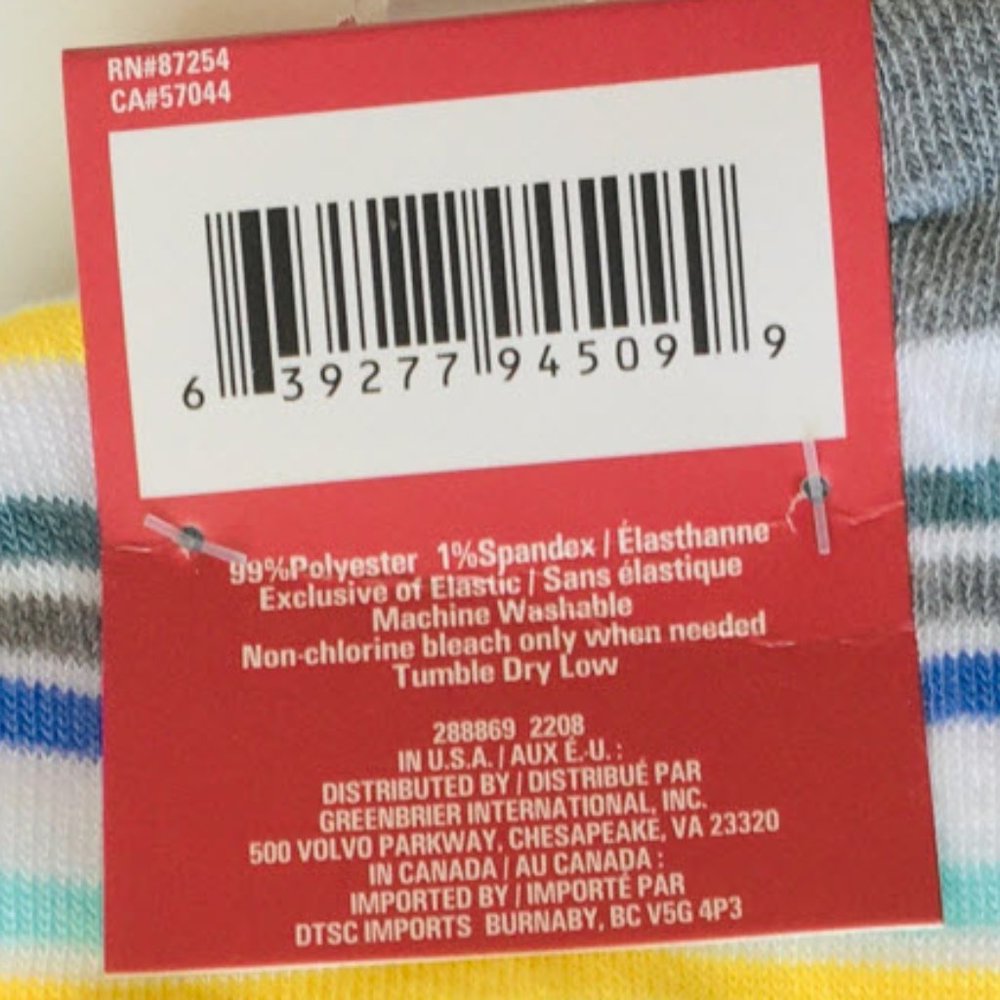 RN#87254
CA#57044
6 39277 94509 9
99%Polyester 1%Spandex / Élasthanne
Exclusive of Elastic / Sans élastique
Machine Washable
Non-chlorine bleach only when needed
Tumble Dry Low
288869 2208
IN U.S.A. / AUX É.-U. :
DISTRIBUTED BY / DISTRIBUÉ PAR
GREENBRIER INTERNATIONAL, INC.
500 VOLVO PARKWAY, CHESAPEAKE, VA 23320
IN CANADA / AU CANADA :
IMPORTED BY / IMPORTÉ PAR
DTSC IMPORTS BURNABY, BC V5G 4P3